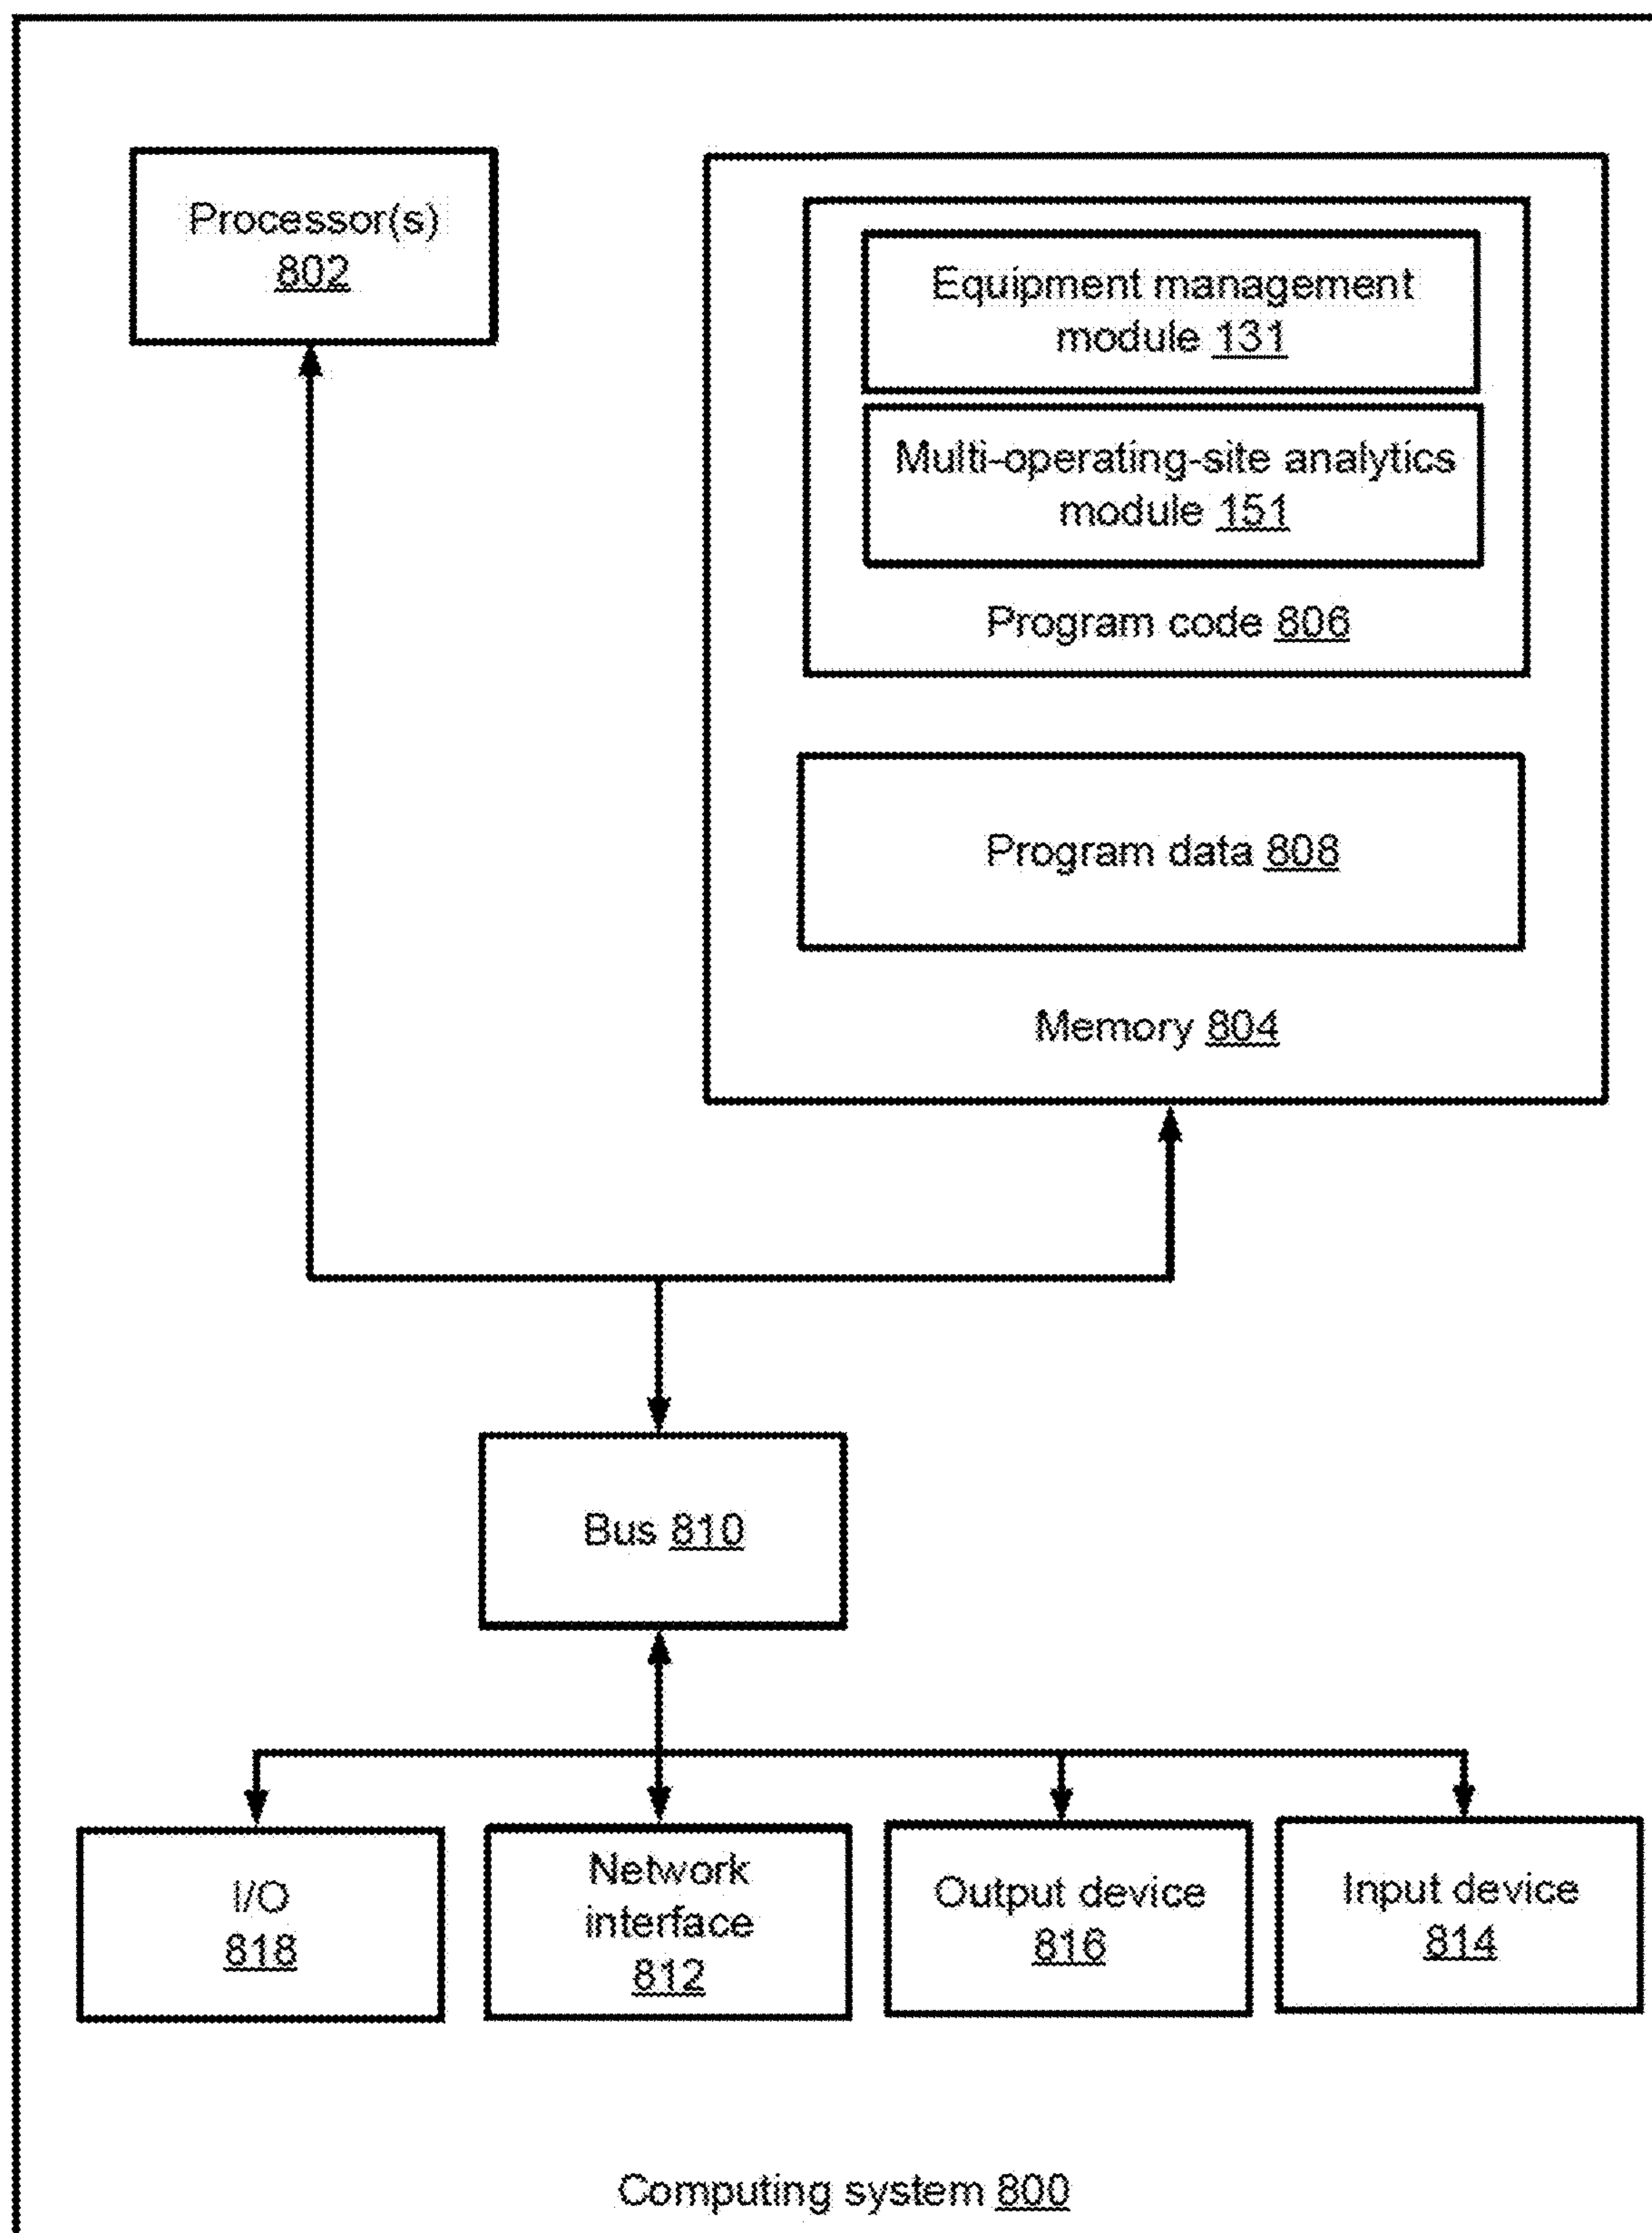 Processor(s)
802
Equipment management
module 131
Multi-operating-site analytics
module 151
Program code 806
Program data 808
Memory 804
Bus 810
I/O
818
Network
interface
812
Output device
816
Input device
814
Computing system 800